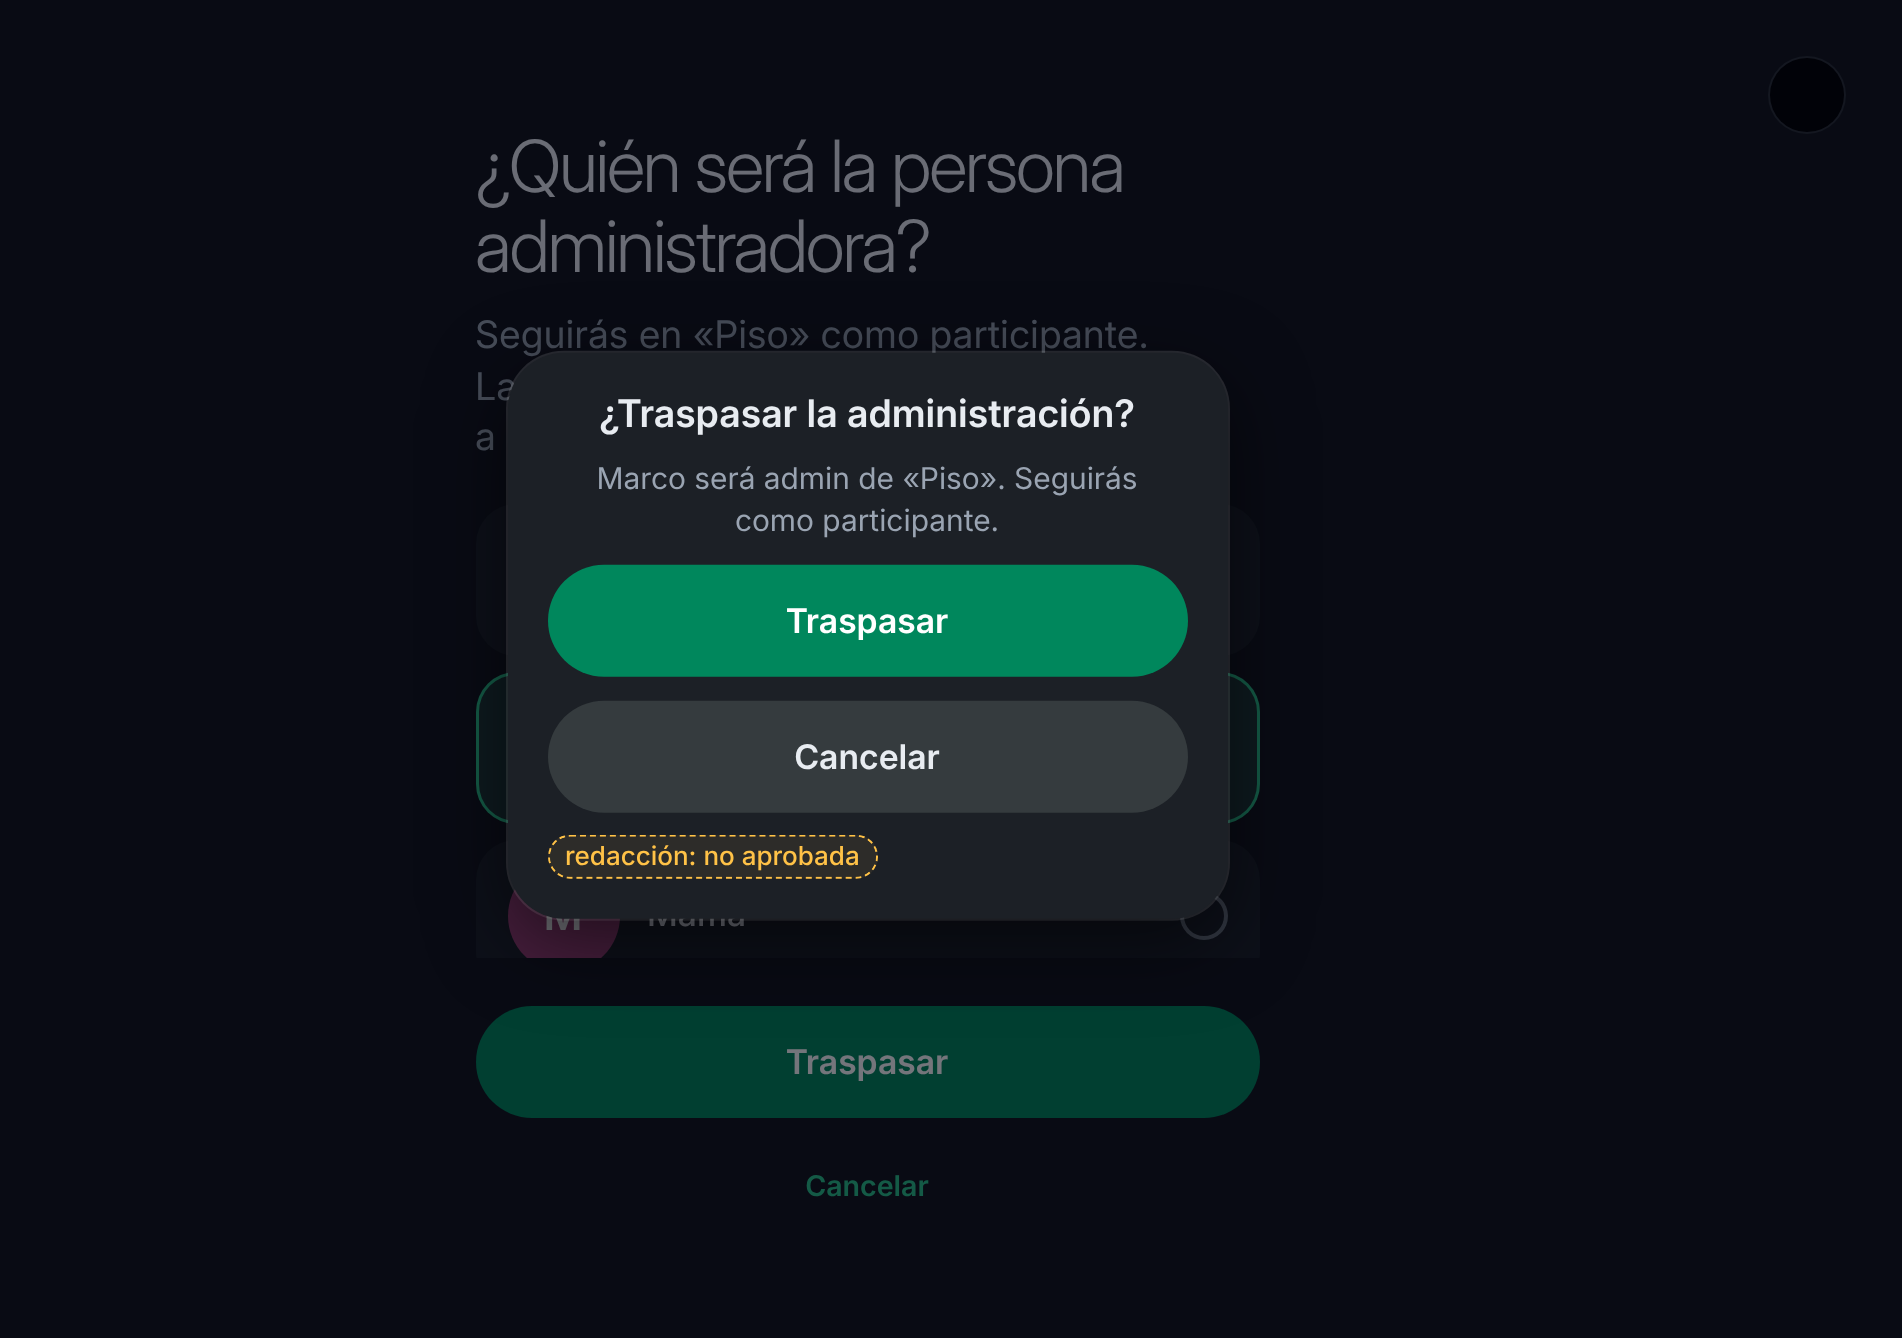 ¿Quién será la persona
administradora?
Seguirás en «Piso» como participante.
La
a
¿Traspasar la administración?
Marco será admin de «Piso». Seguirás
como participante.
Traspasar
Cancelar
redacción: no aprobada
M Mamá
Traspasar
Cancelar